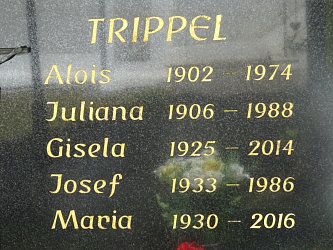 TRIPPEL
Alois 1902 – 1974
Juliana 1906 – 1988
Gisela 1925 – 2014
Josef 1933 – 1986
Maria 1930 – 2016